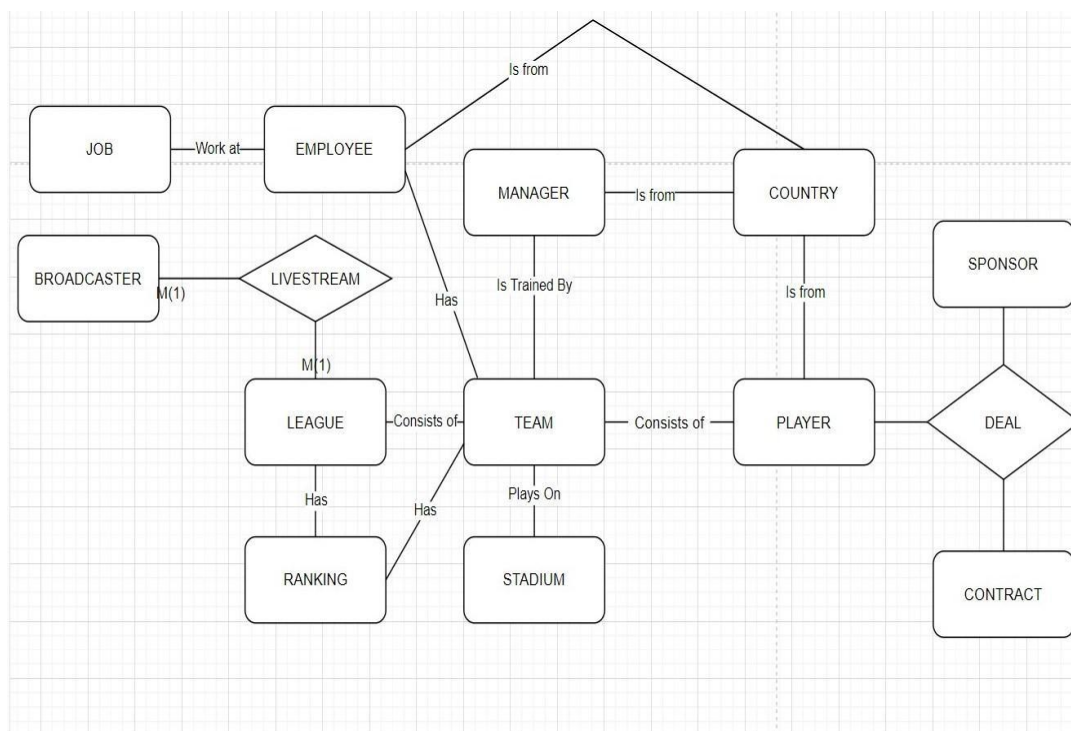 Is from
JOB
Work at
EMPLOYEE
MANAGER
Is from
COUNTRY
BROADCASTER
M(1)
LIVESTREAM
Has
Is Trained By
Is from
SPONSOR
M(1)
LEAGUE
Consists of
TEAM
Consists of
PLAYER
DEAL
Has
Has
Plays On
RANKING
STADIUM
CONTRACT